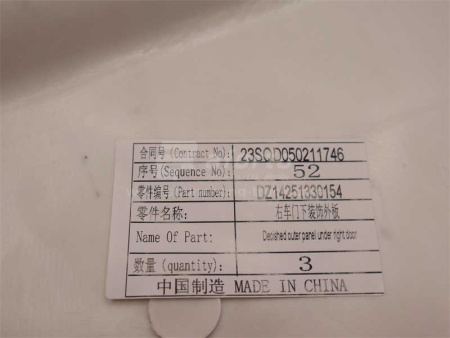 合同号(Contract No): 23SQD050211746
序号(Sequence No): 52
零件编号(Part number): DZ14251330154
零件名称: 右车门下装饰外板
Name Of Part: Decished outer panel under right door
数量(quantity): 3
中国制造 MADE IN CHINA